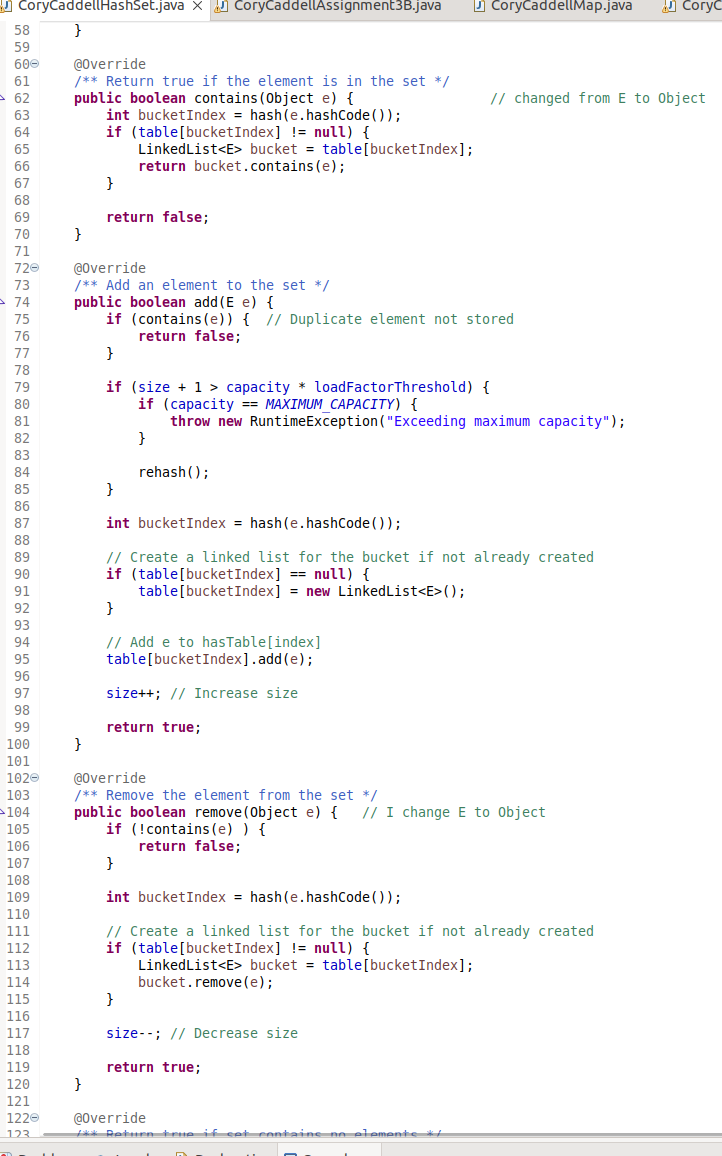 CoryCaddellHashSet.java CoryCaddellAssignment3B.java CoryCaddellMap.java CoryC
58 }
59
60 @Override
61 /** Return true if the element is in the set */
62 public boolean contains(Object e) { // changed from E to Object
63 int bucketIndex = hash(e.hashCode());
64 if (table[bucketIndex] != null) {
65 LinkedList<E> bucket = table[bucketIndex];
66 return bucket.contains(e);
67 }
68
69 return false;
70 }
71
72 @Override
73 /** Add an element to the set */
74 public boolean add(E e) {
75 if (contains(e)) { // Duplicate element not stored
76 return false;
77 }
78
79 if (size + 1 > capacity * loadFactorThreshold) {
80 if (capacity == MAXIMUM_CAPACITY) {
81 throw new RuntimeException("Exceeding maximum capacity");
82 }
83
84 rehash();
85 }
86
87 int bucketIndex = hash(e.hashCode());
88
89 // Create a linked list for the bucket if not already created
90 if (table[bucketIndex] == null) {
91 table[bucketIndex] = new LinkedList<E>();
92 }
93
94 // Add e to hasTable[index]
95 table[bucketIndex].add(e);
96
97 size++; // Increase size
98
99 return true;
100 }
101
102 @Override
103 /** Remove the element from the set */
104 public boolean remove(Object e) { // I change E to Object
105 if (!contains(e) ) {
106 return false;
107 }
108
109 int bucketIndex = hash(e.hashCode());
110
111 // Create a linked list for the bucket if not already created
112 if (table[bucketIndex] != null) {
113 LinkedList<E> bucket = table[bucketIndex];
114 bucket.remove(e);
115 }
116
117 size--; // Decrease size
118
119 return true;
120 }
121
122 @Override
123 /** Return true if set contains no elements */